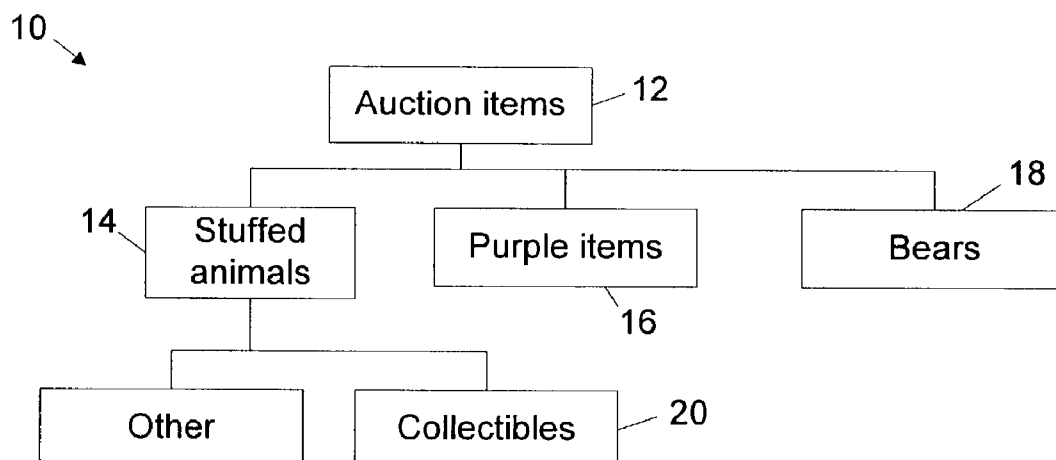 10
Auction items
12
14
Stuffed
animals
Purple items
16
18
Bears
Other
Collectibles
20